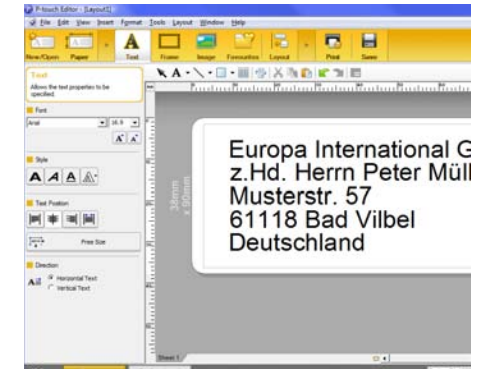 P-touch Editor - [Layout1]
File Edit View Insert Format Tools Layout Window Help
New/Open Paper Text Frame Image Favourites Layout Print Save
Text
Allows the text properties to be
specified.
Font
Arial 16.9
Style
Text Position
Free Size
Direction
Horizontal Text
Vertical Text
38mm
x 90mm
Europa International G
z.Hd. Herrn Peter Müll
Musterstr. 57
61118 Bad Vilbel
Deutschland
Sheet 1